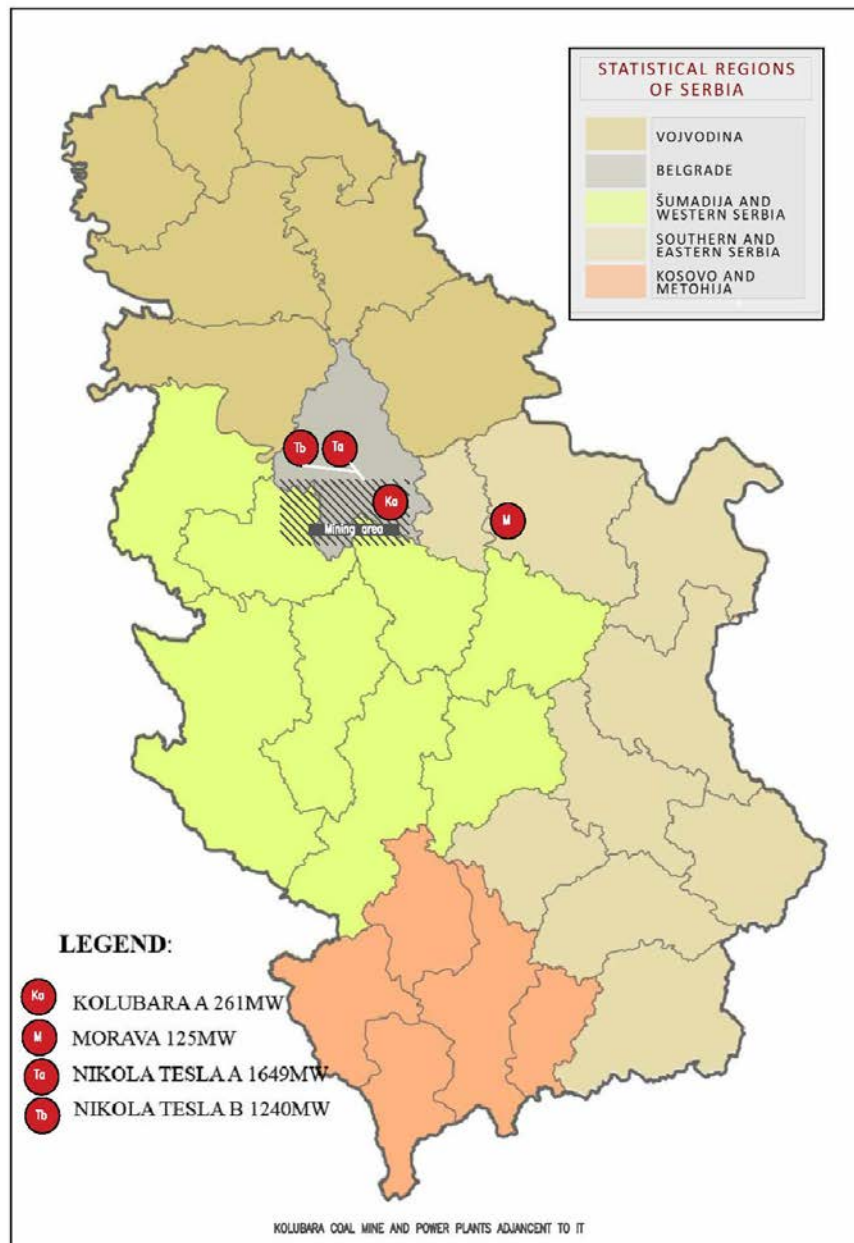 STATISTICAL REGIONS
OF SERBIA
VOJVODINA
BELGRADE
ŠUMADIJA AND
WESTERN SERBIA
SOUTHERN AND
EASTERN SERBIA
KOSOVO AND
METOHIJA
Tb
Ta
Ka
M
Mining area
LEGEND:
Ka KOLUBARA A 261MW
M MORAVA 125MW
Ta NIKOLA TESLA A 1649MW
Tb NIKOLA TESLA B 1240MW
KOLUBARA COAL MINE AND POWER PLANTS ADJANCENT TO IT